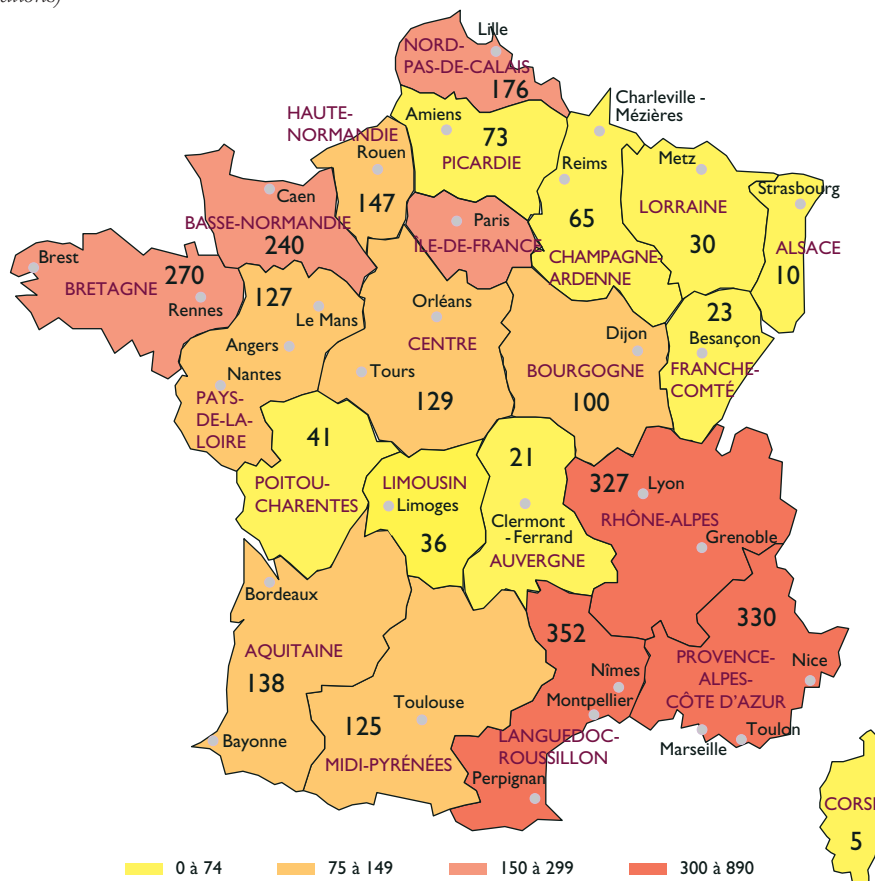 Lille
NORD-
PAS-DE-CALAIS
176
Charleville -
Mézières
HAUTE-
NORMANDIE
Amiens
73
PICARDIE
Rouen
147
Reims
65
CHAMPAGNE-
ARDENNE
Metz
LORRAINE
30
Strasbourg
ALSACE
10
Caen
BASSE-NORMANDIE
240
Paris
ÎLE-DE-FRANCE
Brest
BRETAGNE
270
Rennes
127
Le Mans
Angers
Nantes
PAYS-
DE-LA-
LOIRE
Orléans
CENTRE
Tours
129
Dijon
BOURGOGNE
100
23
Besançon
FRANCHE-
COMTÉ
41
POITOU-
CHARENTES
LIMOUSIN
Limoges
36
21
Clermont
-Ferrand
AUVERGNE
327
Lyon
RHÔNE-ALPES
Grenoble
Bordeaux
AQUITAINE
138
Bayonne
Toulouse
125
MIDI-PYRÉNÉES
352
Nîmes
Montpellier
LANGUEDOC-
ROUSSILLON
Perpignan
330
PROVENCE-
ALPES-
CÔTE D'AZUR
Nice
Toulon
Marseille
CORS
5
0 à 74
75 à 149
150 à 299
300 à 890